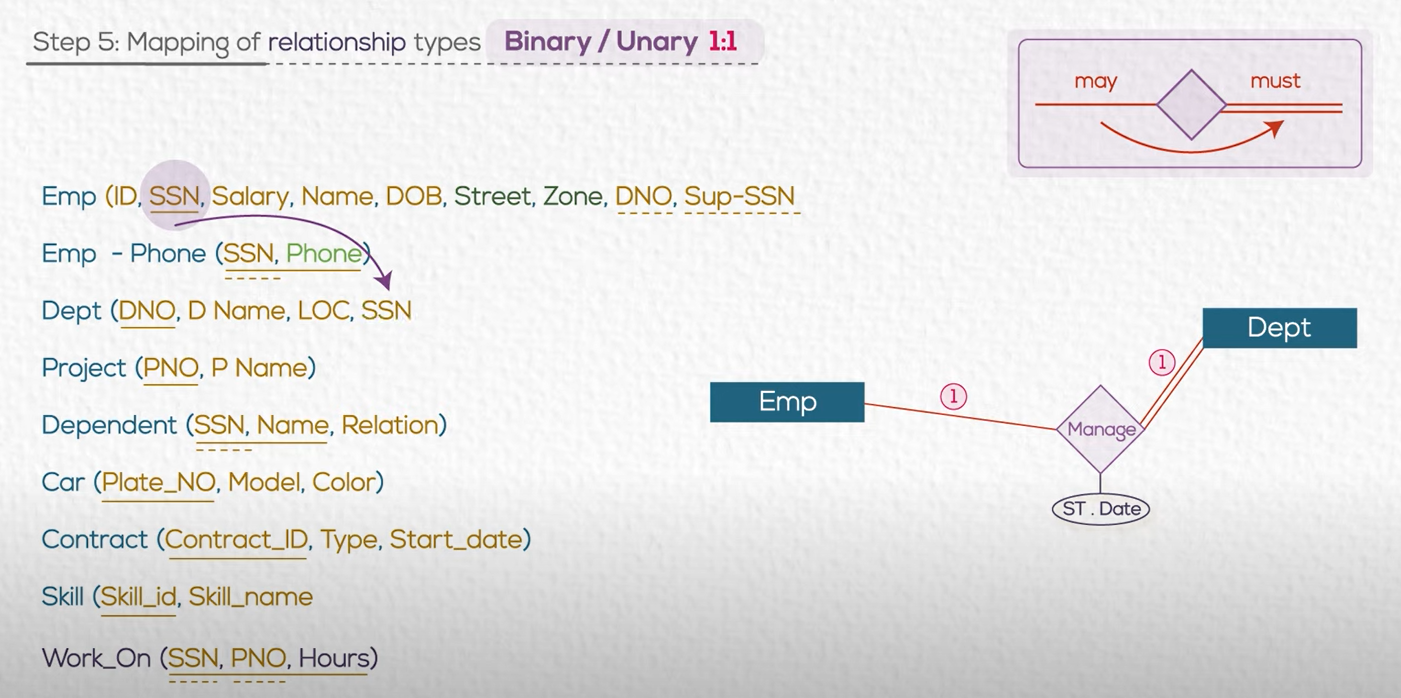 Step 5: Mapping of relationship types Binary / Unary 1:1
may must
Emp (ID, SSN, Salary, Name, DOB, Street, Zone, DNO, Sup-SSN
Emp - Phone (SSN, Phone)
Dept (DNO, D Name, LOC, SSN
Project (PNO, P Name)
Dependent (SSN, Name, Relation)
Car (Plate_NO, Model, Color)
Contract (Contract_ID, Type, Start_date)
Skill (Skill_id, Skill_name
Work_On (SSN, PNO, Hours)
Dept
1
Emp
1
Manage
ST . Date